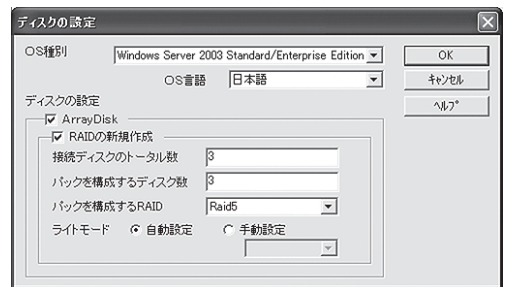 ディスクの設定
OS種別 Windows Server 2003 Standard/Enterprise Edition OK
OS言語 日本語 キャンセル
ディスクの設定 ヘルプ
ArrayDisk
RAIDの新規作成
接続ディスクのトータル数 3
パックを構成するディスク数 3
パックを構成するRAID Raid5
ライトモード 自動設定 手動設定